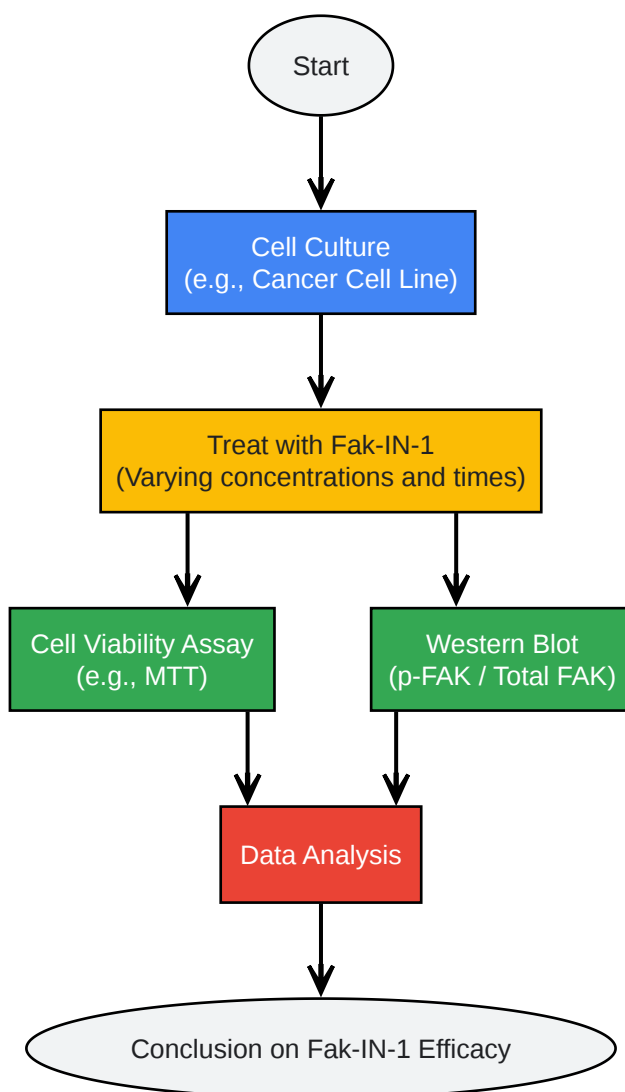 Start
Cell Culture
(e.g., Cancer Cell Line)
Treat with Fak-IN-1
(Varying concentrations and times)
Cell Viability Assay
(e.g., MTT)
Western Blot
(p-FAK / Total FAK)
Data Analysis
Conclusion on Fak-IN-1 Efficacy